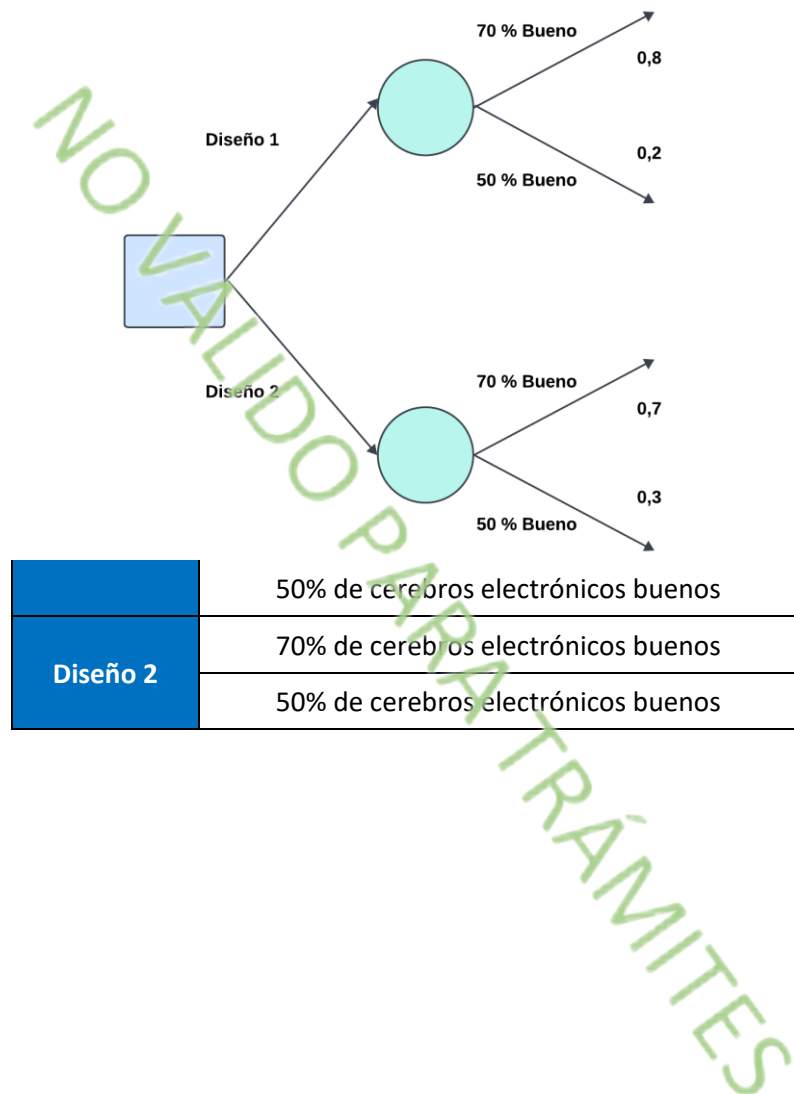 70 % Bueno
0,8
Diseño 1
0,2
50 % Bueno
70 % Bueno
Diseño 2
0,7
0,3
50 % Bueno
50% de cerebros electrónicos buenos
70% de cerebros electrónicos buenos
Diseño 2
50% de cerebros electrónicos buenos
NO VALIDO PARA TRÁMITES